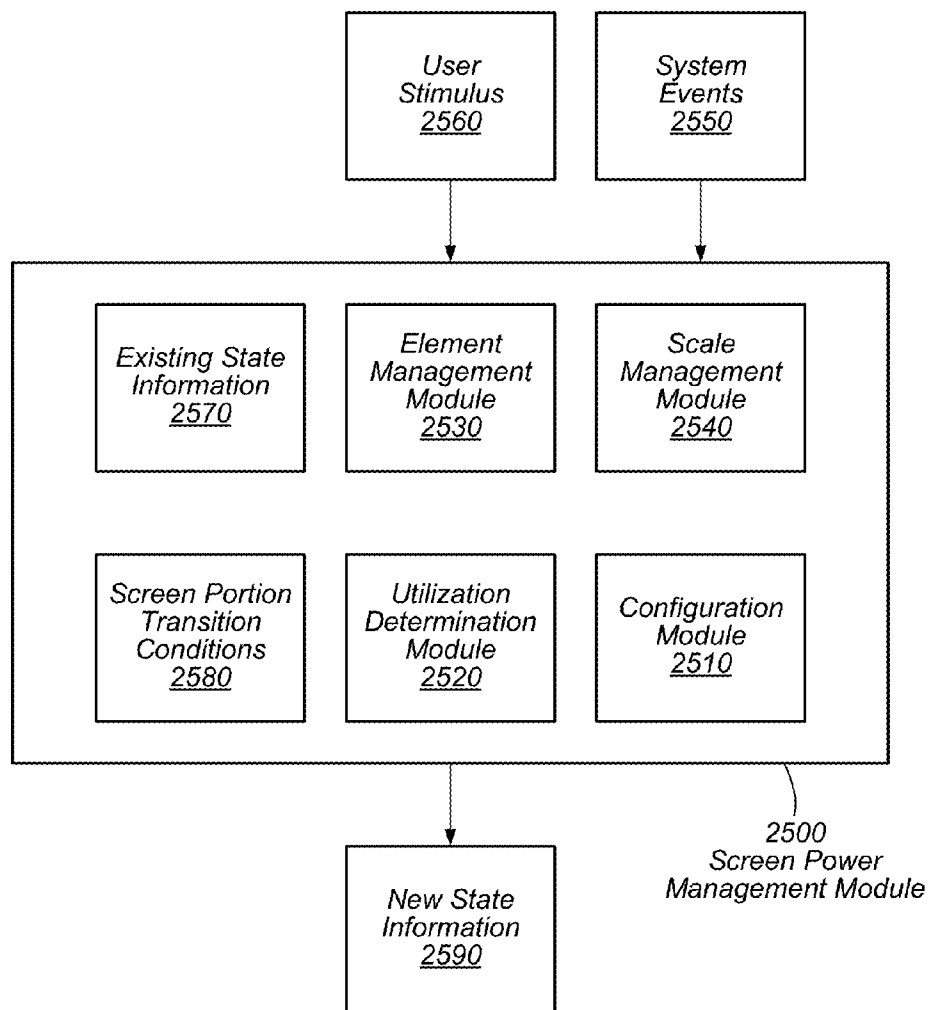 User
Stimulus
2560
System
Events
2550
Existing State
Information
2570
Element
Management
Module
2530
Scale
Management
Module
2540
Screen Portion
Transition
Conditions
2580
Utilization
Determination
Module
2520
Configuration
Module
2510
2500
Screen Power
Management Module
New State
Information
2590